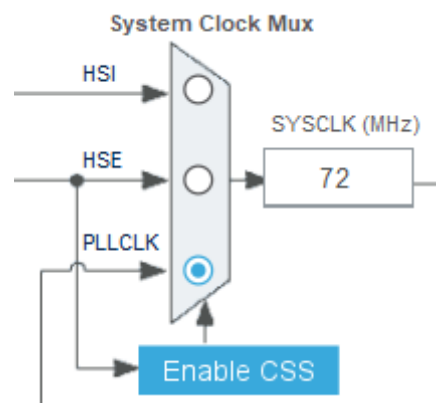 System Clock Mux
HSI
SYSCLK (MHz)
HSE
72
PLLCLK
Enable CSS